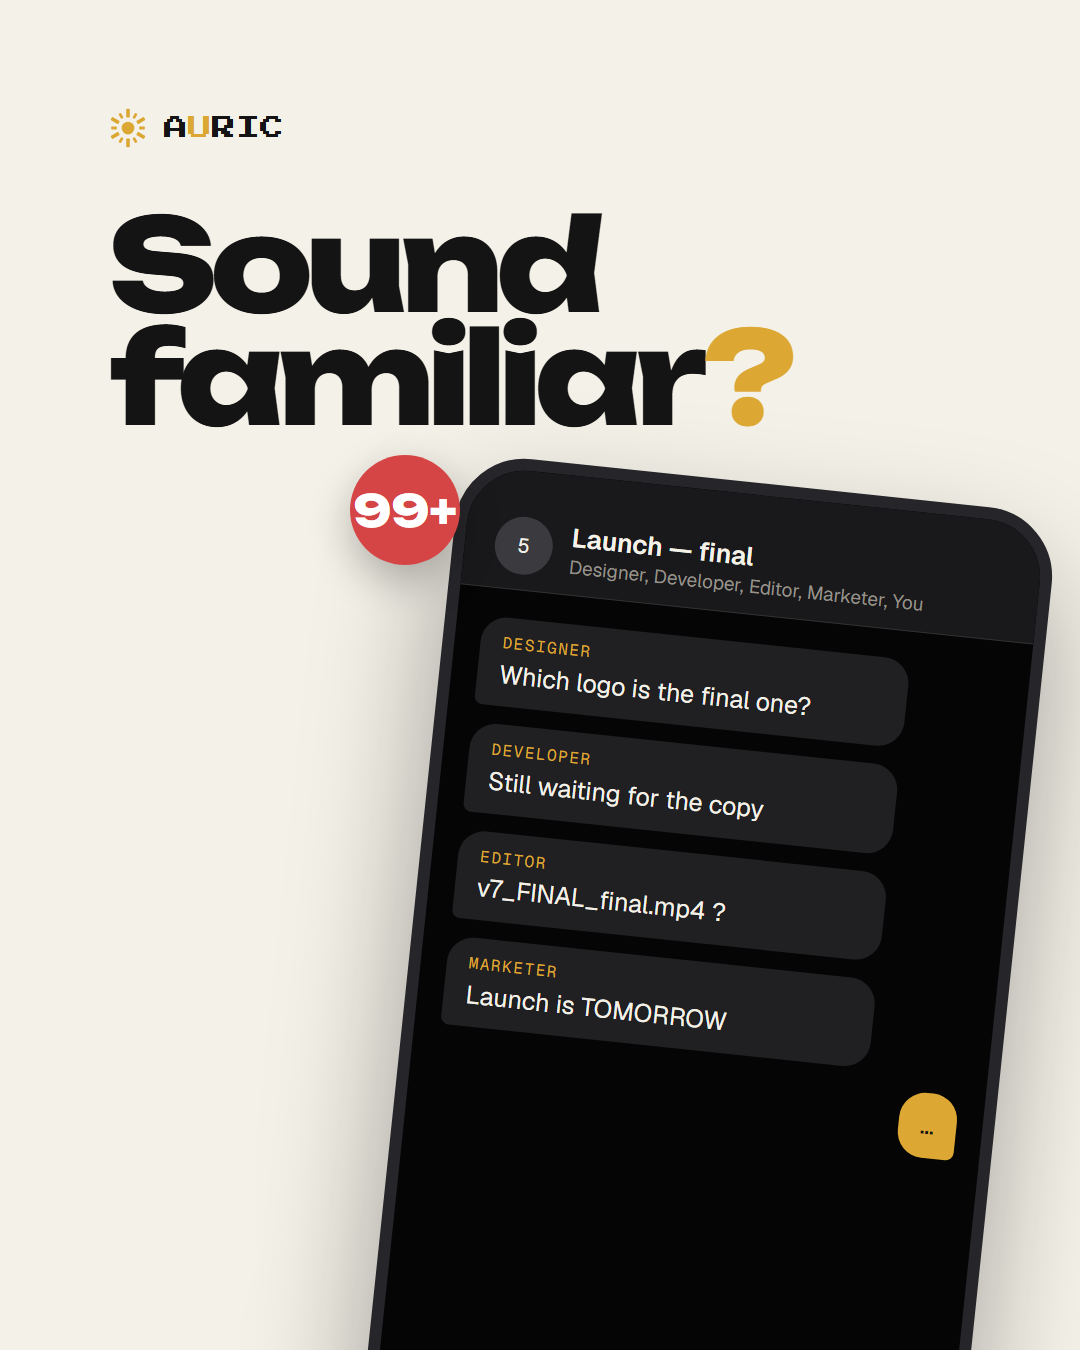 AURIC
Sound
familiar?
99+
5
Launch — final
Designer, Developer, Editor, Marketer, You
DESIGNER
Which logo is the final one?
DEVELOPER
Still waiting for the copy
EDITOR
v7_FINAL_final.mp4 ?
MARKETER
Launch is TOMORROW
...